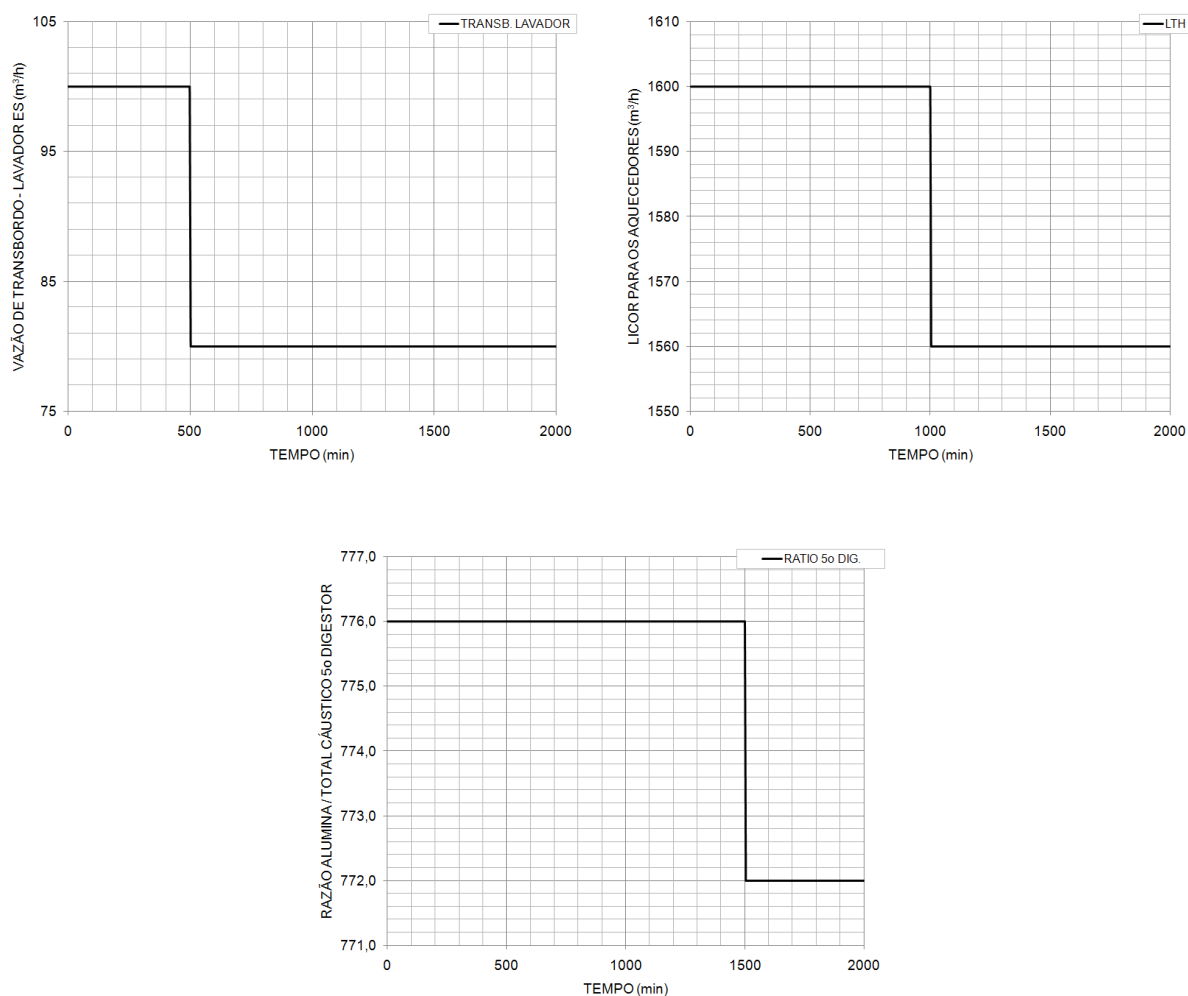 TRANSB. LAVADOR
VAZÃO DE TRANSBORDO - LAVADOR ES (m³/h)
105
95
85
75
0 500 1000 1500 2000
TEMPO (min)
LTH
LICOR PARA OS AQUECEDORES (m³/h)
1610
1600
1590
1580
1570
1560
1550
0 500 1000 1500 2000
TEMPO (min)
RATIO 5o DIG.
RAZÃO ALUMINA / TOTAL CÁUSTICO 5o DIGESTOR
777,0
776,0
775,0
774,0
773,0
772,0
771,0
0 500 1000 1500 2000
TEMPO (min)